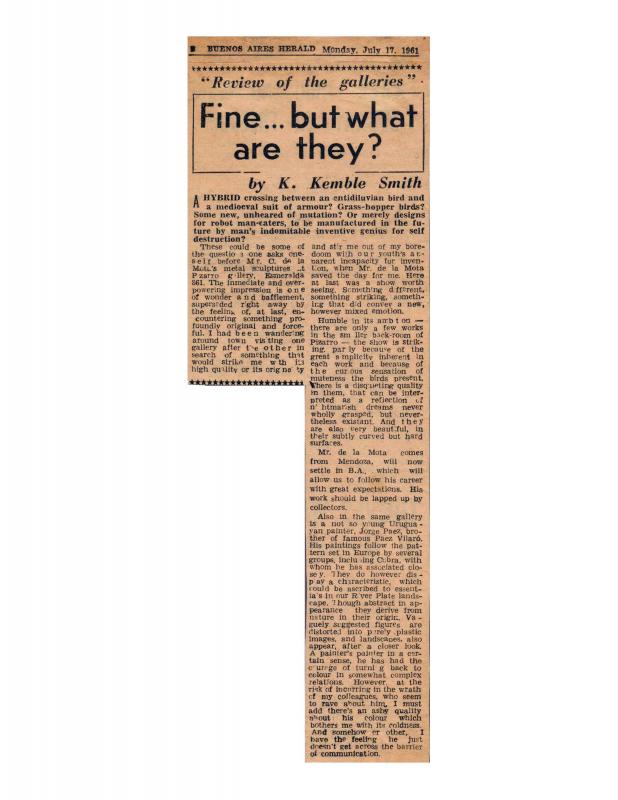 BUENOS AIRES HERALD Monday, July 17, 1961
"Review of the galleries"
Fine... but what
are they?
by K. Kemble Smith
A HYBRID crossing between an entidiluvian bird and
a medioeval suit of armour? Grass-hopper birds?
Some new, unheared of mutation? Or merely designs
for robot man-eaters, to be manufactured in the fu-
ture by man's indomitable inventive genius for self
destruction?
These could be some of
the questio s one asks one-
self before Mr. C. de la
Mota's metal sculptures at
Pizarro gallery, Esmeralda
861. The inmediate and over-
powering impression is one
of wonder and bafflement,
superseded right away by
the feeling of, at last, en-
countering something pro-
foundly original and force-
ful. I had been wandering
around town visiting one
gallery after the other in
search of something that
would strike me with its
high quality or its originality
and stir me out of my bore-
doom with our youth's ap-
parent incapacity for inven-
tion, when Mr. de la Mota
saved the day for me. Here
at last was a show worth
seeing. Something different,
something striking, someth-
ing that did convey a new,
however mixed emotion.
Humble in its ambition —
there are only a few works
in the smallity back-room of
Pizarro — the show is strik-
ing, parly because of the
great simplicity inherent in
each work and because of
the curious sensation of
muteness the birds present.
There is a disquieting quality
in them, that can be inter-
preted as a reflection of
nightmarish dreams never
wholly grasped, but never-
theless existant. And they
are also very beautiful, in
their subtly curved but hard
surfaces.
Mr. de la Mota comes
from Mendoza, will now
settle in B.A., which will
allow us to follow his career
with great expectations. His
work should be lapped up by
collectors.
Also in the same gallery
is a not so young Urugua-
yan painter, Jorge Paez, bro-
ther of famous Paez Vilaró.
His paintings follow the pat-
tern set in Europe by several
groups, including Cobra, with
whom he has associated clo-
sely. They do however dis-
play a characteristic, which
could be ascribed to essent-
ia's in our River Plate lands-
cape. Though abstract in ap-
pearance they derive from
nature in their origin. Va-
guely suggested figures are
distorted into purely plastic
images, and landscapes, also
appear, after a closer look.
A painter's painter in a cer-
tain sense, he has had the
courage of turning back to
colour in somewhat complex
relations. However, at the
risk of incurring in the wrath
of my colleagues, who seem
to rave about him, I must
add there's an ashy quality
about his colour which
bothers me with its coldness.
And somehow or other, I
have the feeling he just
doesn't get across the barrier
of communication.